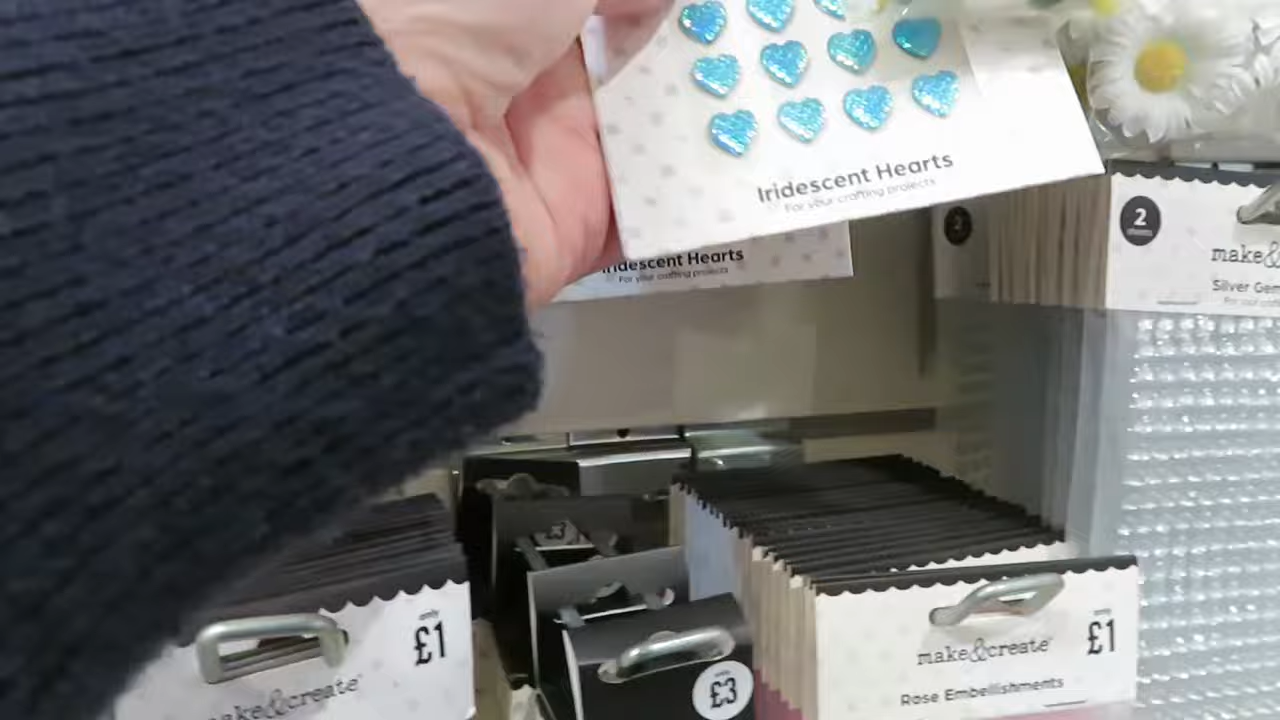 Iridescent Hearts
For your crafting projects
Iridescent Hearts
For your crafting projects
2
make&
Silver Gem
£3
only
£1
make&create
£3
only
£1
make&create
Rose Embellishments